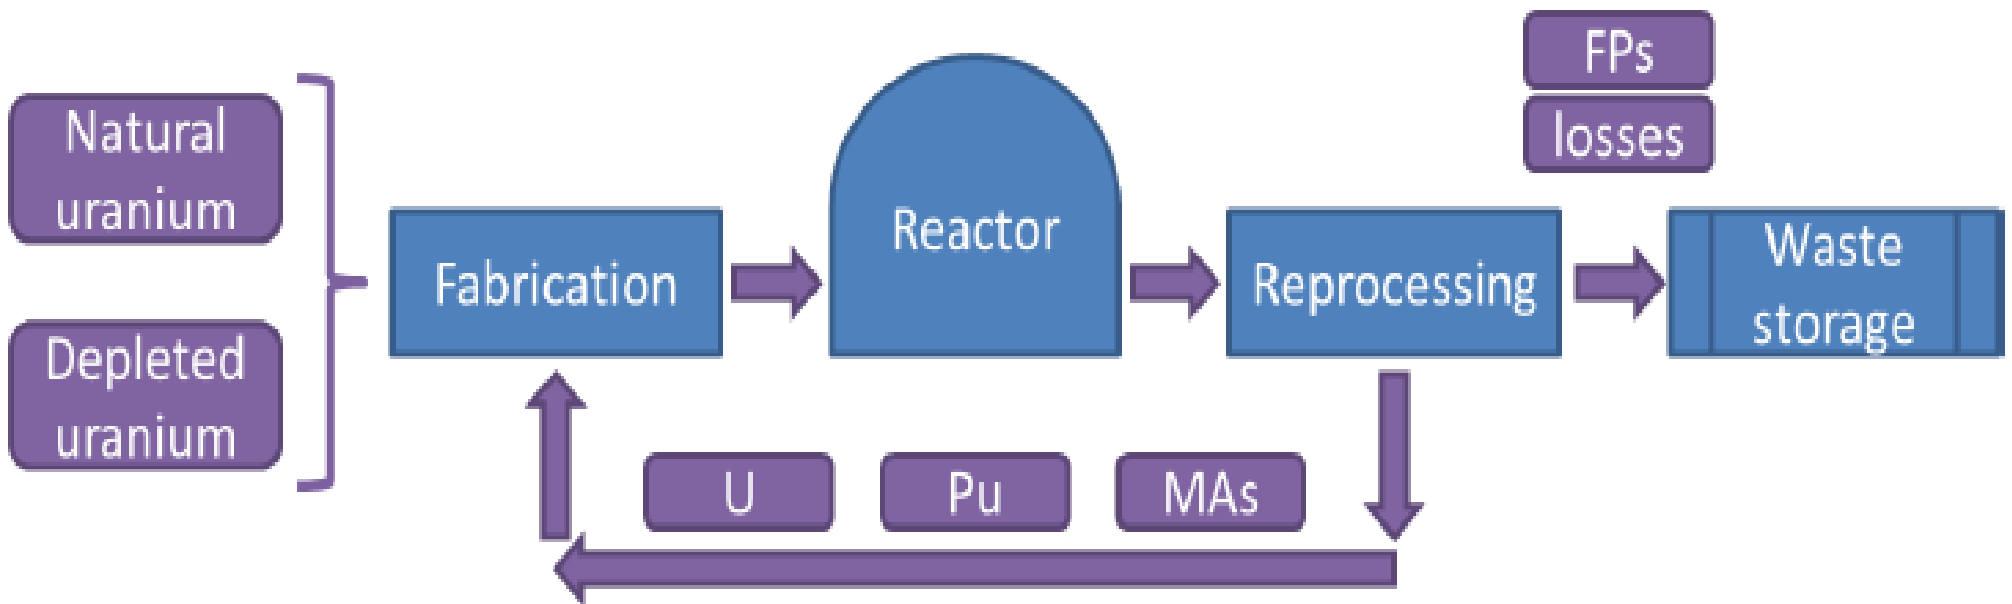 Natural
uranium
Depleted
uranium
Fabrication
Reactor
Reprocessing
FPs
losses
Waste
storage
U
Pu
MAs